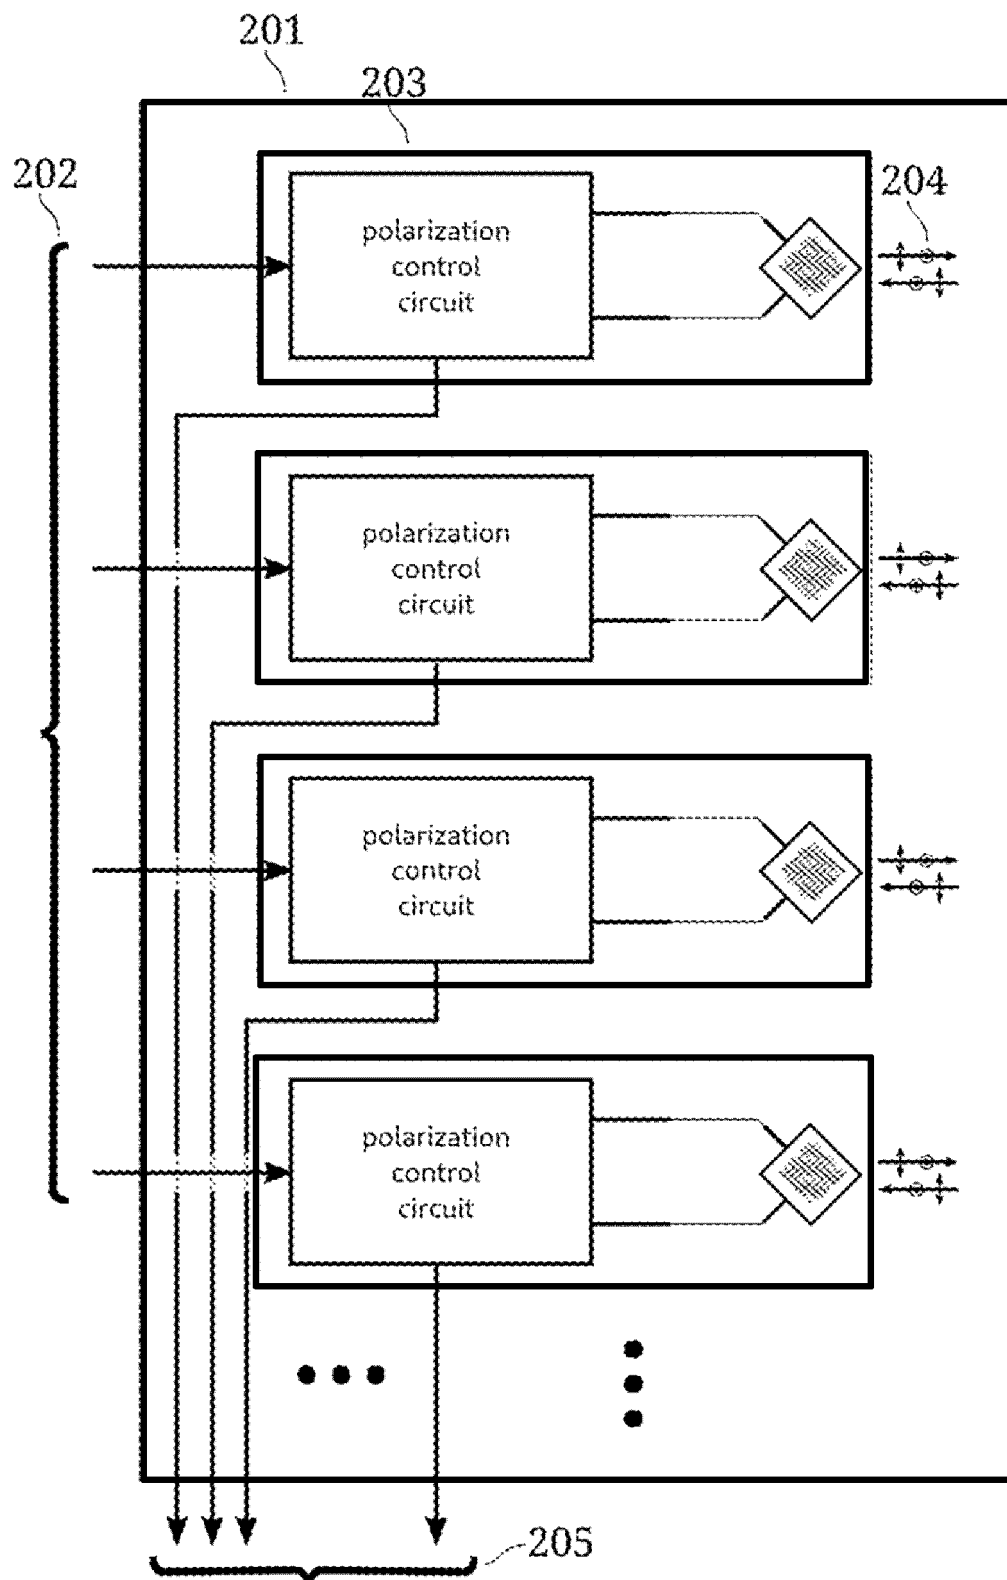 201
203
202
204
polarization
control
circuit
polarization
control
circuit
polarization
control
circuit
polarization
control
circuit
205